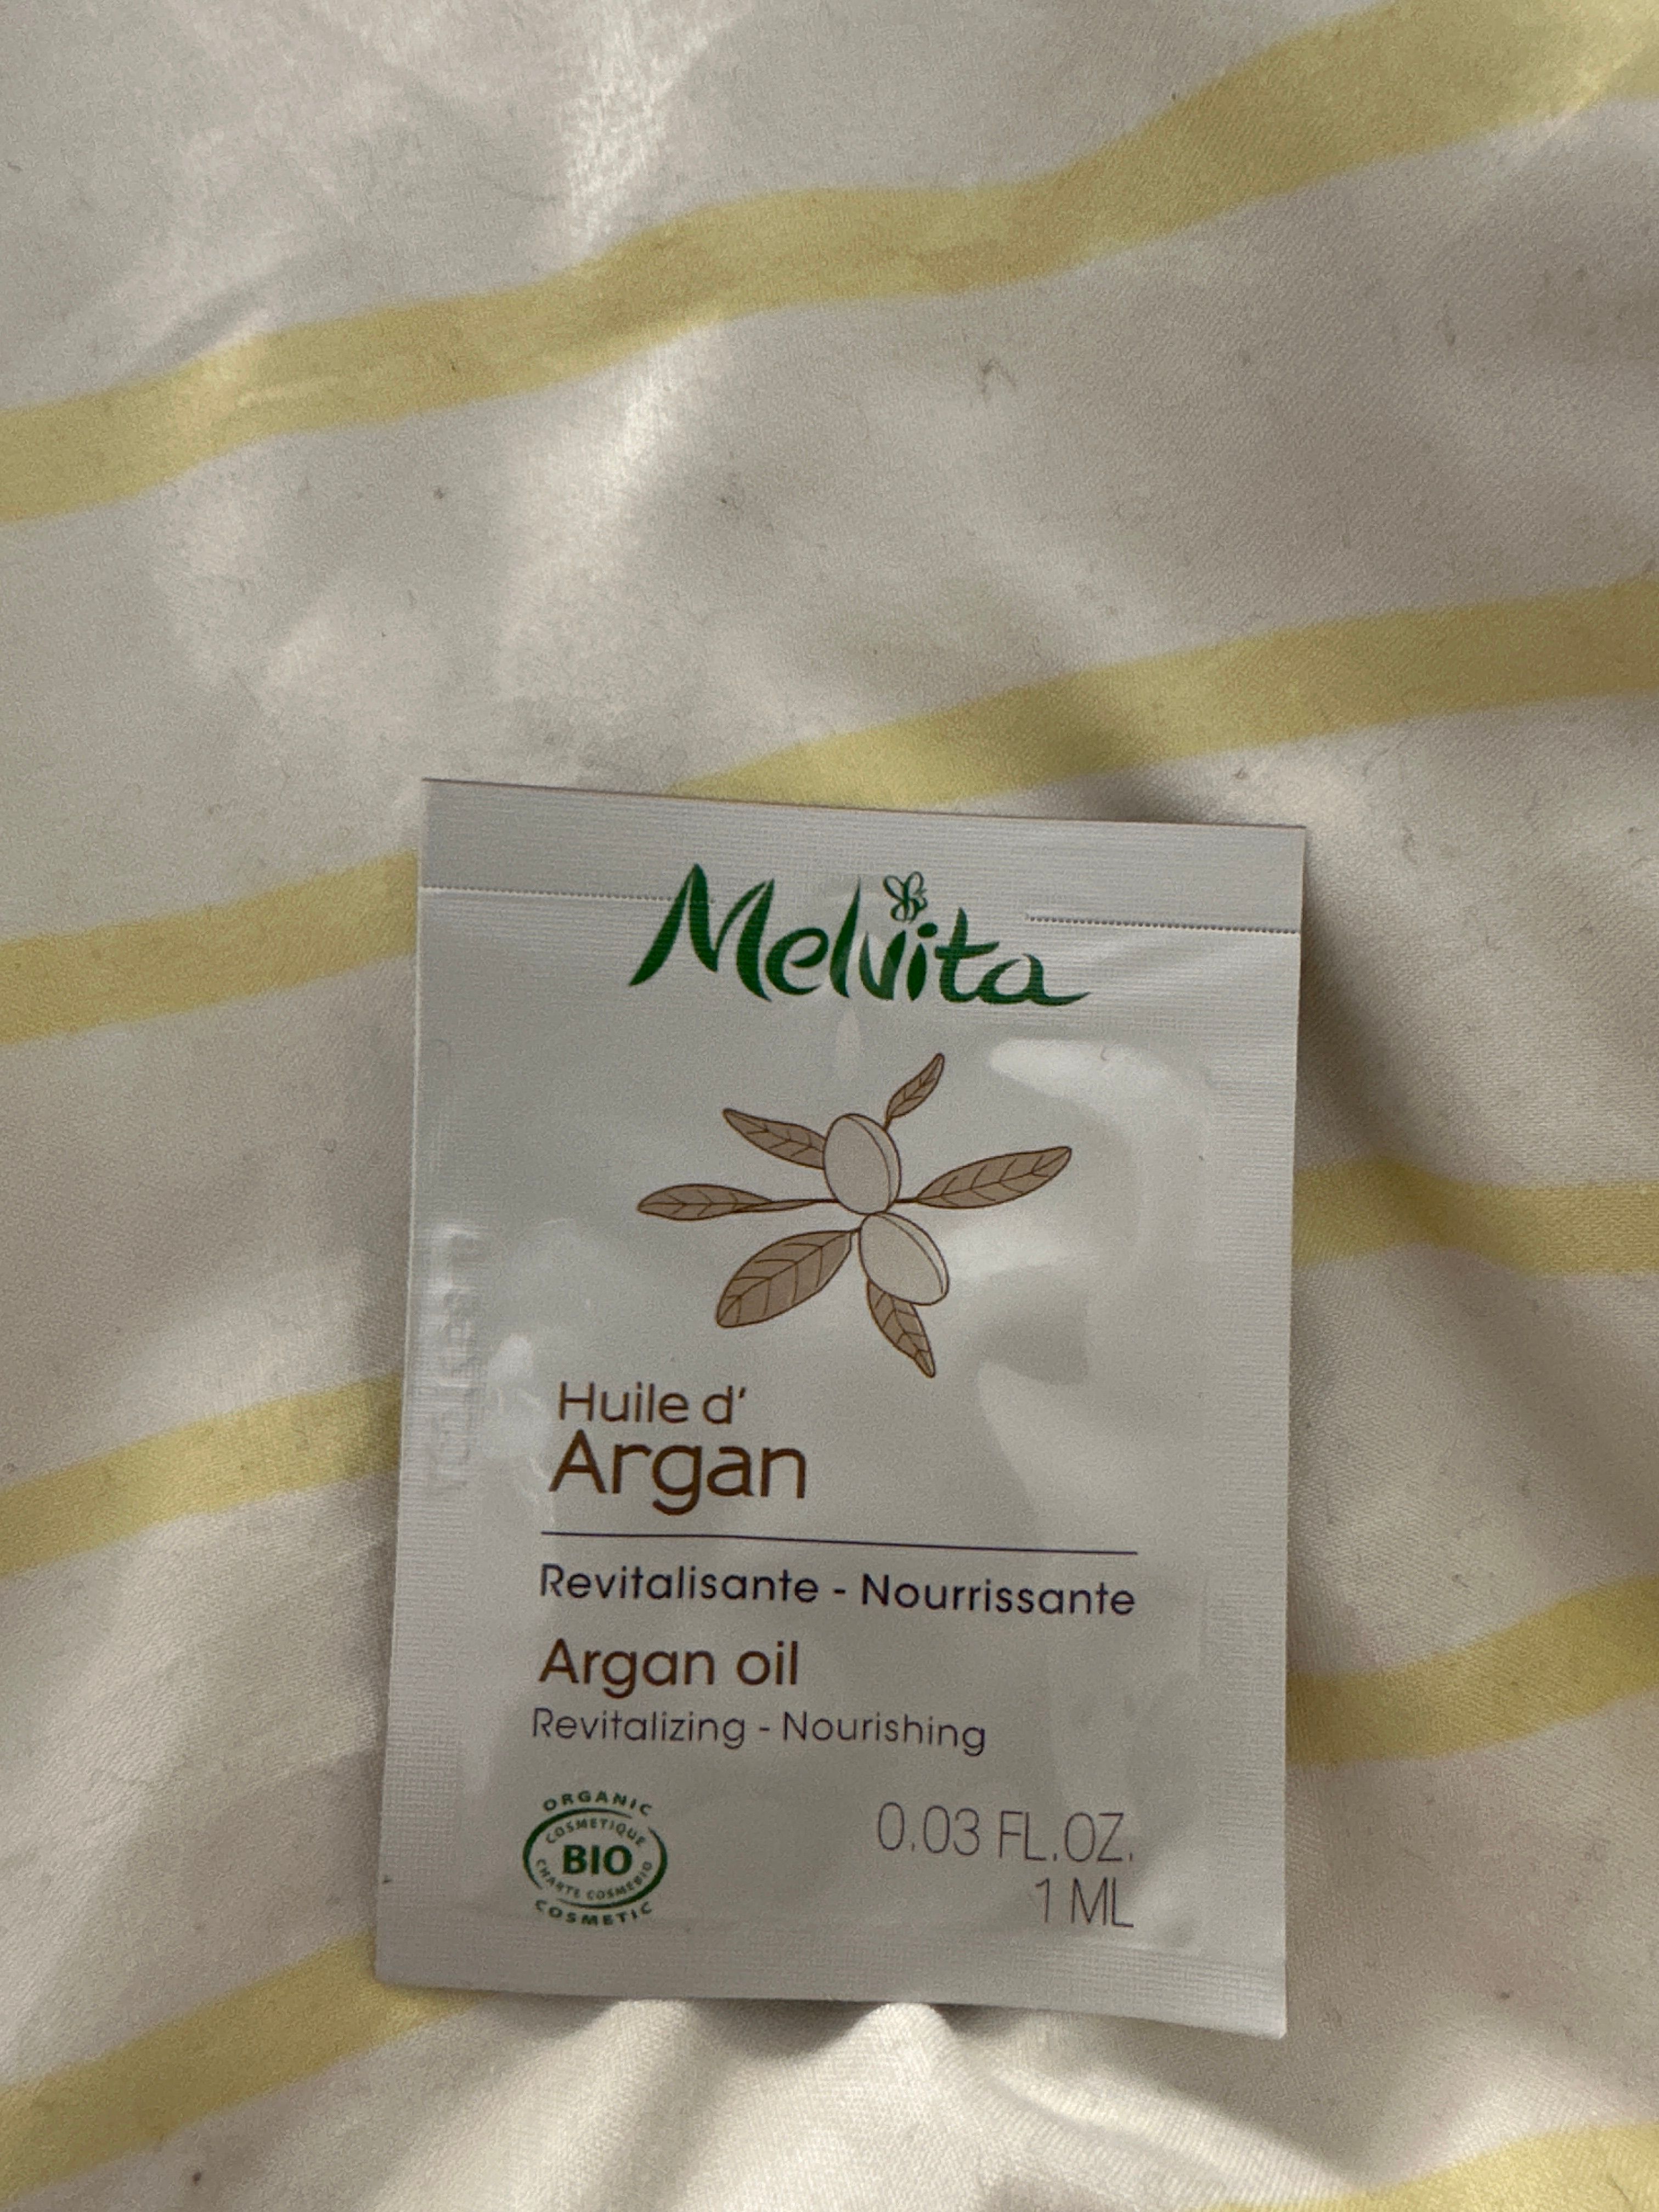 Melvita
Huile d'
Argan
Revitalisante - Nourrissante
Argan oil
Revitalizing - Nourishing
ORGANIC
COSMETIQUE
BIO
CHARTE COSMEBIO
COSMETIC
0.03 FL.OZ.
1 ML